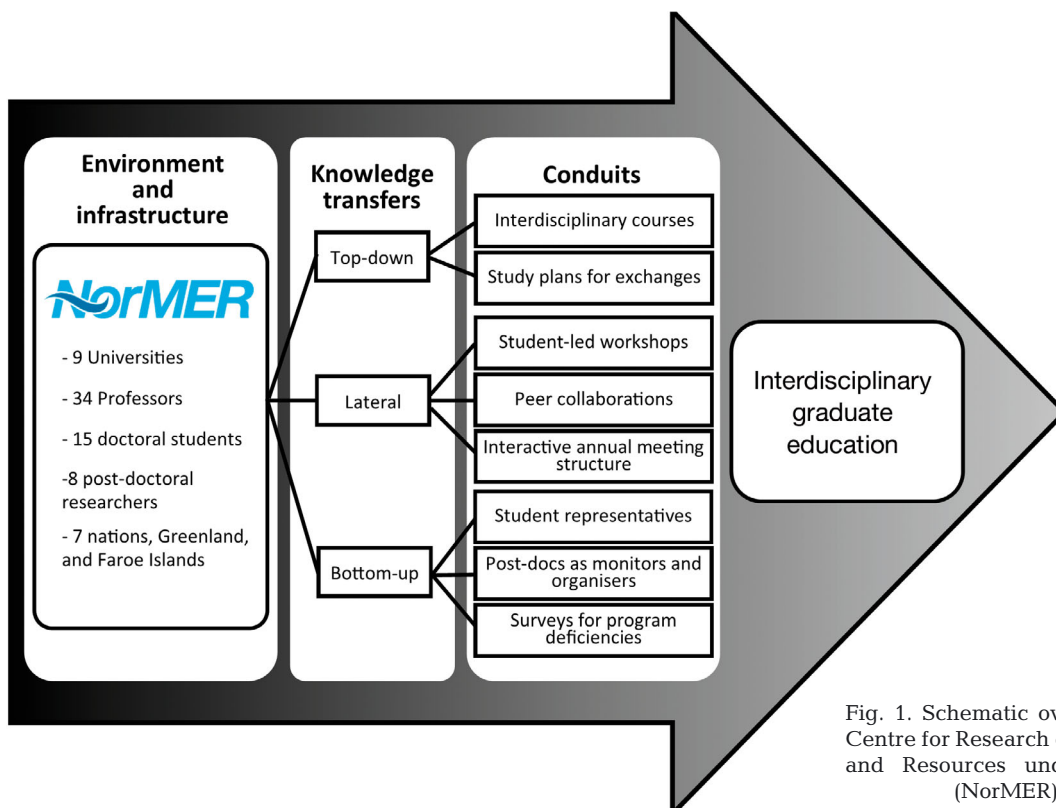 Environment
and
infrastructure
NorMER
- 9 Universities
- 34 Professors
- 15 doctoral students
-8 post-doctoral
researchers
- 7 nations, Greenland,
and Faroe Islands
Knowledge
transfers
Top-down
Lateral
Bottom-up
Conduits
Interdisciplinary courses
Study plans for exchanges
Student-led workshops
Peer collaborations
Interactive annual meeting
structure
Student representatives
Post-docs as monitors and
organisers
Surveys for program
deficiencies
Interdisciplinary
graduate
education
Fig. 1. Schematic
Centre for Research
and Resources
(NorMER)